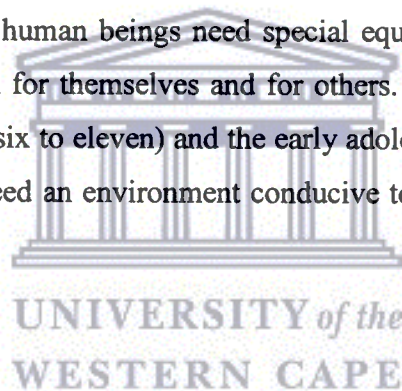 human beings need special equ
for themselves and for others.
six to eleven) and the early adole
eed an environment conducive to
UNIVERSITY of the
WESTERN CAPE